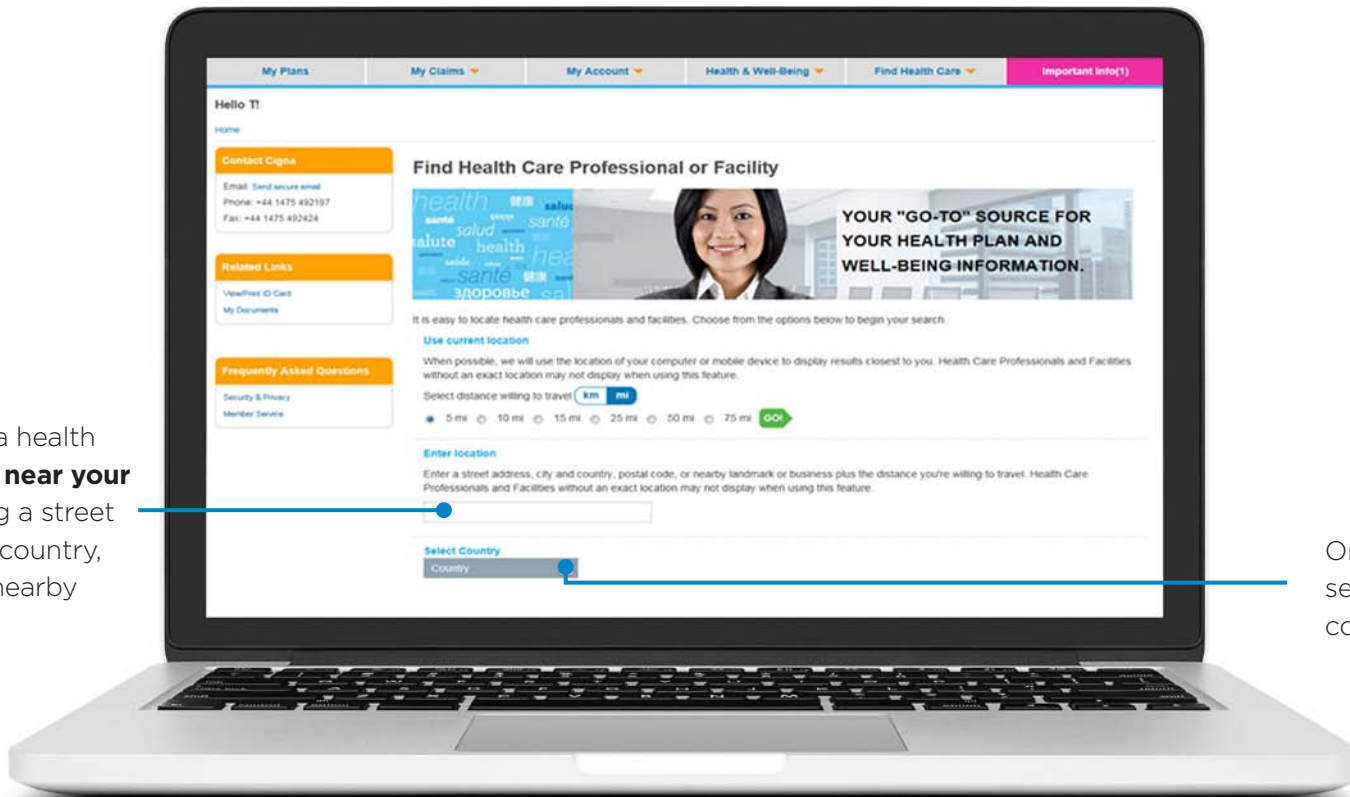 My Plans
My Claims
My Account
Health & Well-Being
Find Health Care
Important Info(1)
Hello T!
Home
Contact Cigna
Email: Send secure email
Phone: +44 1475 492197
Fax: +44 1475 492424
Related Links
View/Print ID Card
My Documents
Frequently Asked Questions
Security & Privacy
Member Service
Find Health Care Professional or Facility
health 健康 salud
santé salud santé
salute health
santé 健康
здоровье
YOUR "GO-TO" SOURCE FOR
YOUR HEALTH PLAN AND
WELL-BEING INFORMATION.
It is easy to locate health care professionals and facilities. Choose from the options below to begin your search
Use current location
When possible, we will use the location of your computer or mobile device to display results closest to you. Health Care Professionals and Facilities
without an exact location may not display when using this feature.
Select distance willing to travel km mi
5 mi 10 mi 15 mi 25 mi 50 mi 75 mi GO!
Enter location
Enter a street address, city and country, postal code, or nearby landmark or business plus the distance you're willing to travel. Health Care
Professionals and Facilities without an exact location may not display when using this feature.
Select Country
Country
a health
near your
g a street
country,
nearby
Or
se
co